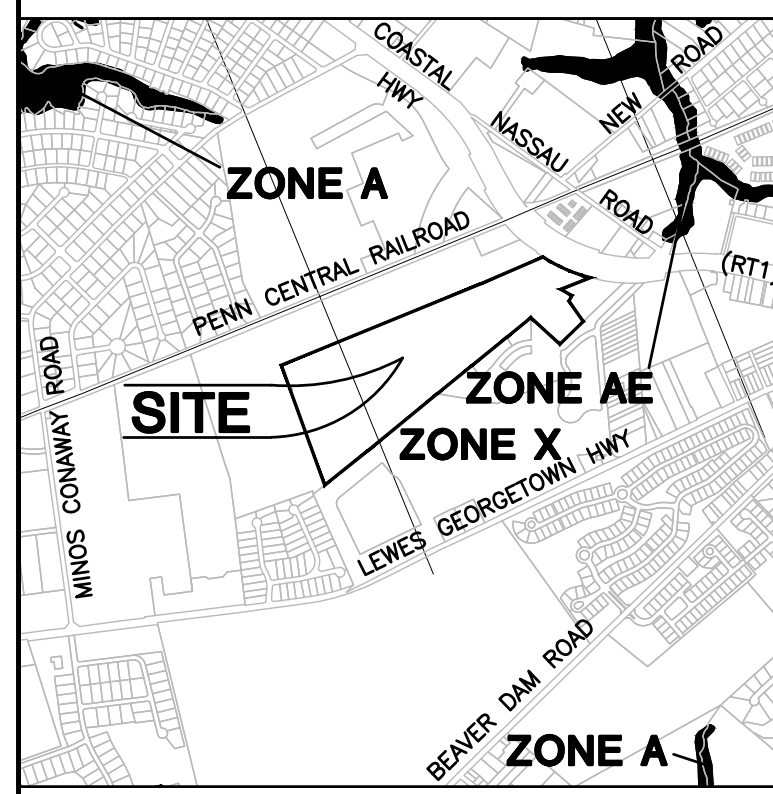 COASTAL
HWY
NEW ROAD
NASSAU
ROAD
ZONE A
PENN CENTRAL RAILROAD
(RT1
MINOS CONAWAY ROAD
SITE
ZONE AE
ZONE X
LEWES GEORGETOWN HWY
BEAVER DAM ROAD
ZONE A